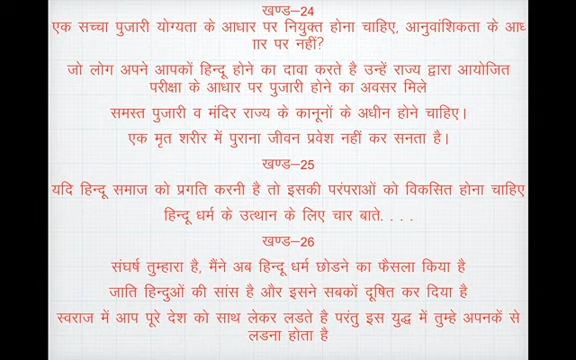 खण्ड–24
एक सच्चा पुजारी योग्यता के आधार पर नियुक्त होना चाहिए, आनुवांशिकता के आध
ार पर नहीं?
जो लोग अपने आपकों हिन्दू होने का दावा करते है उन्हें राज्य द्वारा आयोजित
परीक्षा के आधार पर पुजारी होने का अवसर मिले
समस्त पुजारी व मंदिर राज्य के कानूनों के अधीन होने चाहिए।
एक मृत शरीर में पुराना जीवन प्रवेश नहीं कर सनता है।
खण्ड–25
यदि हिन्दू समाज को प्रगति करनी है तो इसकी परंपराओं को विकसित होना चाहिए
हिन्दू धर्म के उत्थान के लिए चार बाते. . . .
खण्ड–26
संघर्ष तुम्हारा है, मैंने अब हिन्दू धर्म छोडने का फैसला किया है
जाति हिन्दुओं की सांस है और इसने सबकों दूषित कर दिया है
स्वराज में आप पूरे देश को साथ लेकर लडते है परंतु इस युद्ध में तुम्हे अपनकें से
लडना होता है